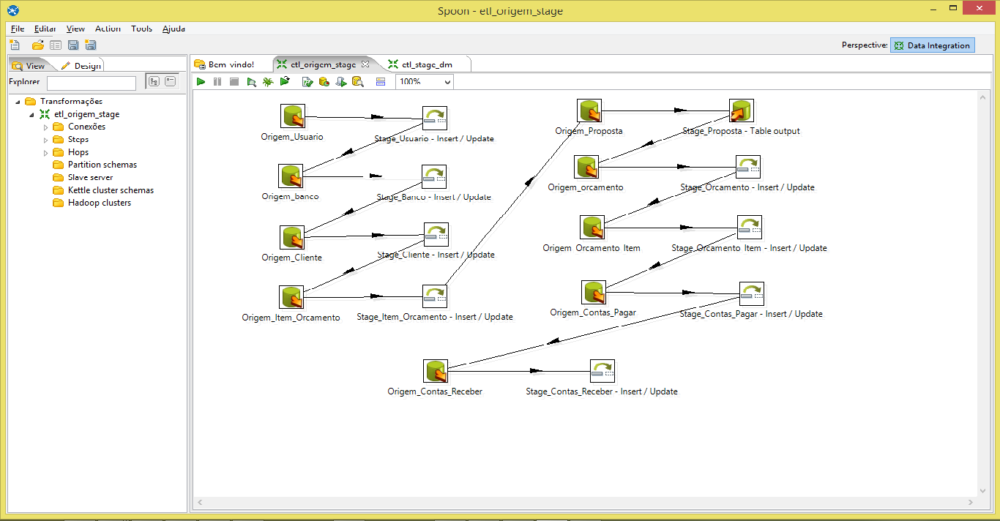 Spoon - etl_origem_stage
File Editar View Action Tools Ajuda
Perspective: Data Integration
View Design
Bem vindo! etl_origem_stage etl_stage_dm
Explorer
100%
Transformações
etl_origem_stage
Conexões
Steps
Hops
Partition schemas
Slave server
Kettle cluster schemas
Hadoop clusters
Origem_Usuario
Stage_Usuario - Insert / Update
Origem_banco
Stage_Banco - Insert / Update
Origem_Cliente
Stage_Cliente - Insert / Update
Origem_Item_Orcamento
Stage_Item_Orcamento - Insert / Update
Origem_Proposta
Stage_Proposta - Table output
Origem_orcamento
Stage_Orcamento - Insert / Update
Origem_Orcamento_Item
Stage_Orcamento_Item - Insert / Update
Origem_Contas_Pagar
Stage_Contas_Pagar - Insert / Update
Origem_Contas_Receber
Stage_Contas_Receber - Insert / Update